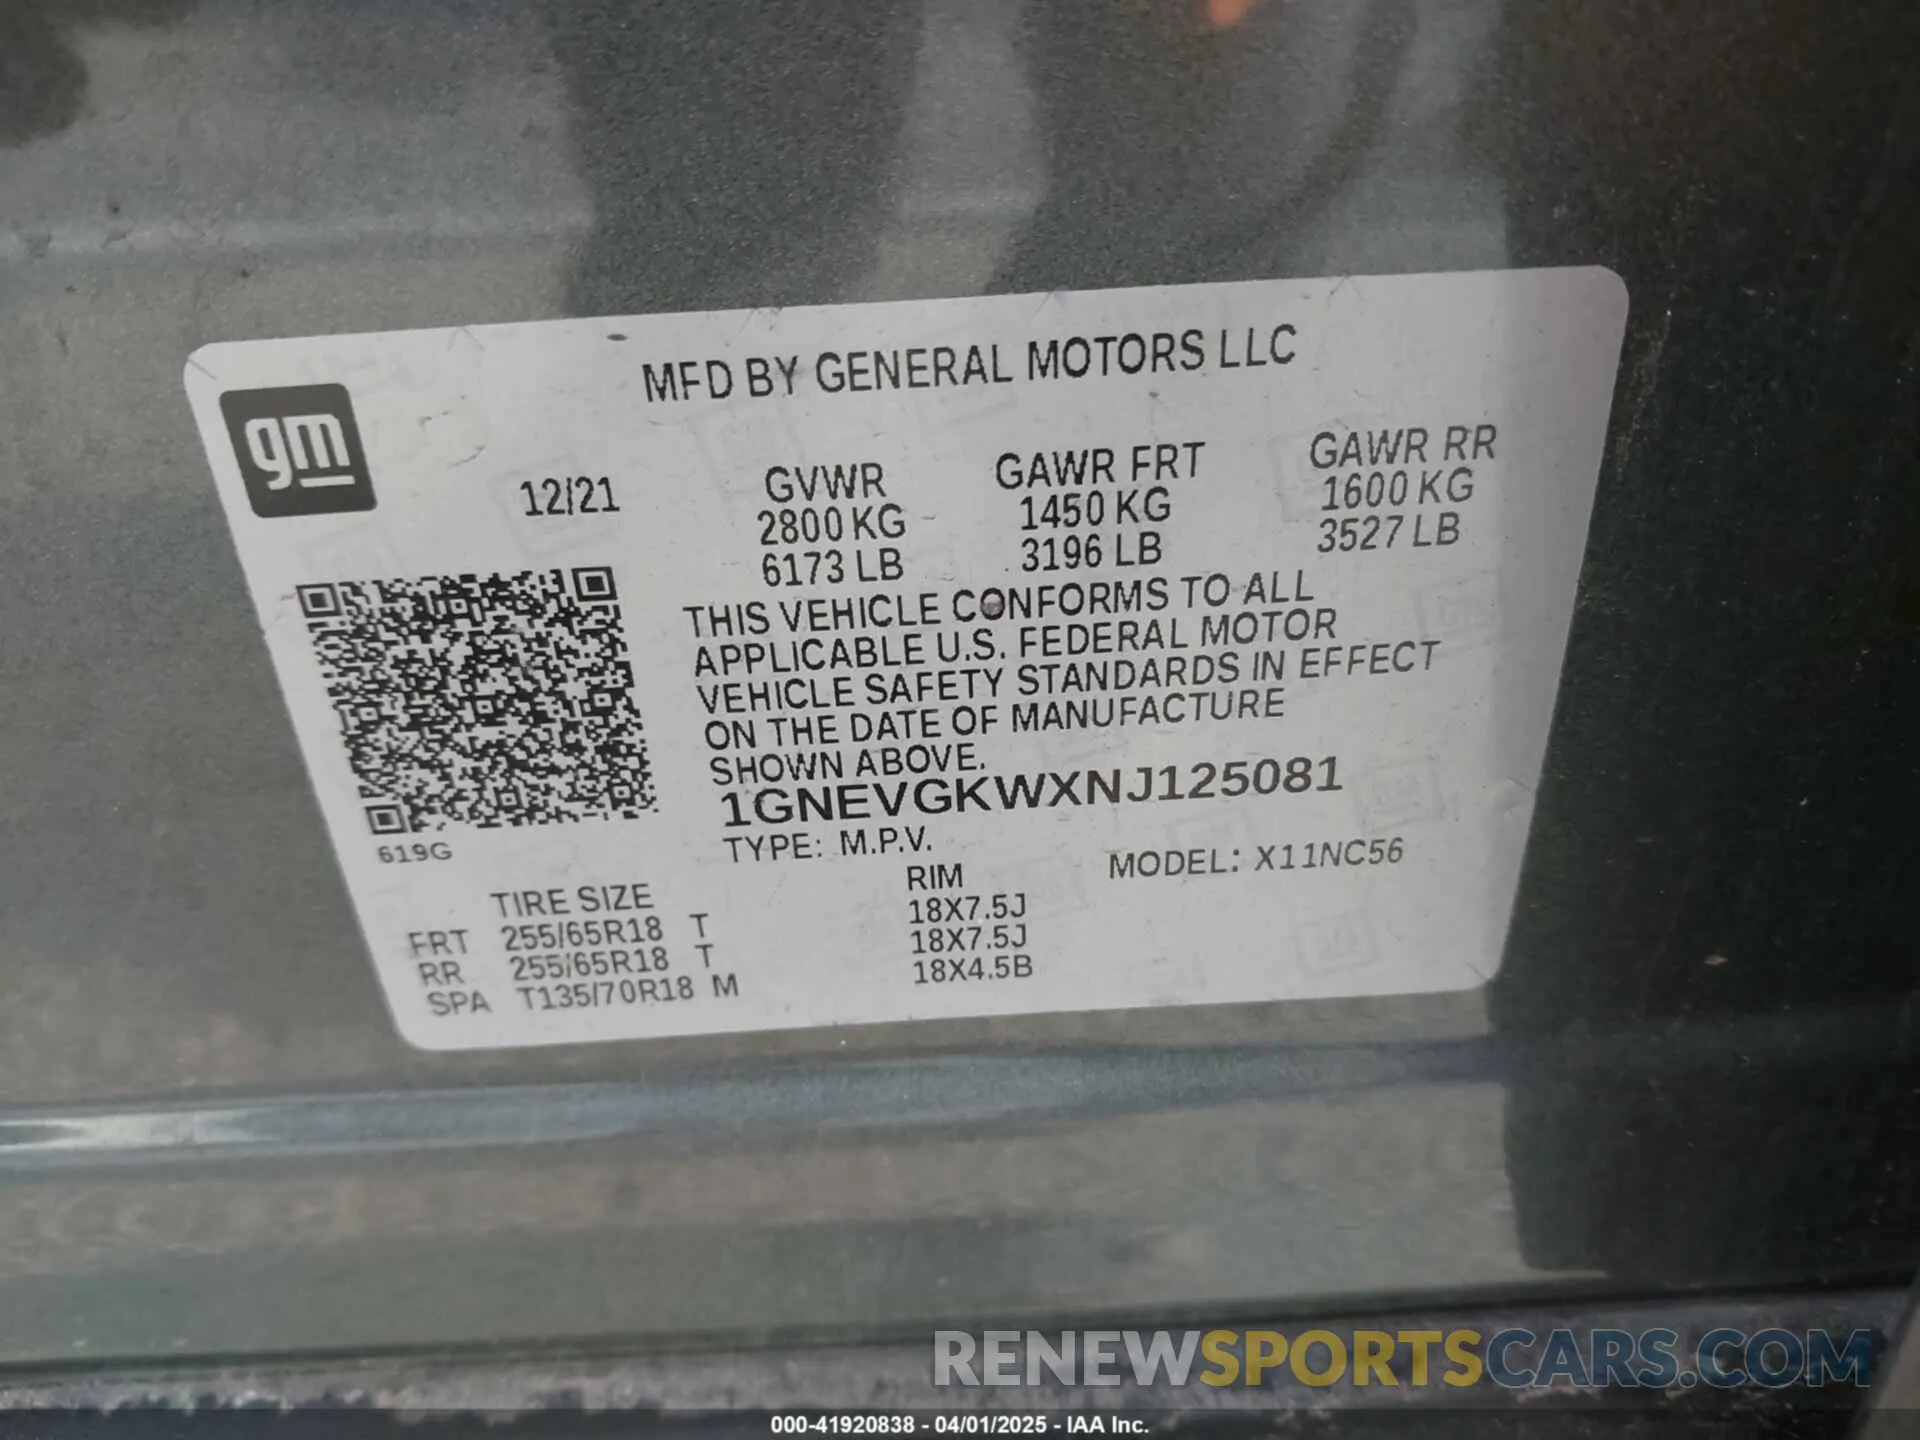 MFD BY GENERAL MOTORS LLC
gm
12/21
GVWR GAWR FRT GAWR RR
2800 KG 1450 KG 1600 KG
6173 LB 3196 LB 3527 LB
THIS VEHICLE CONFORMS TO ALL
APPLICABLE U.S. FEDERAL MOTOR
VEHICLE SAFETY STANDARDS IN EFFECT
ON THE DATE OF MANUFACTURE
SHOWN ABOVE.
1GNEVGKWXNJ125081
619G
TYPE: M.P.V. MODEL: X11NC56
TIRE SIZE RIM
FRT 255/65R18 T 18X7.5J
RR 255/65R18 T 18X7.5J
SPA T135/70R18 M 18X4.5B
RENEWSPORTSCARS.COM
000-41920838 - 04/01/2025 - IAA Inc.